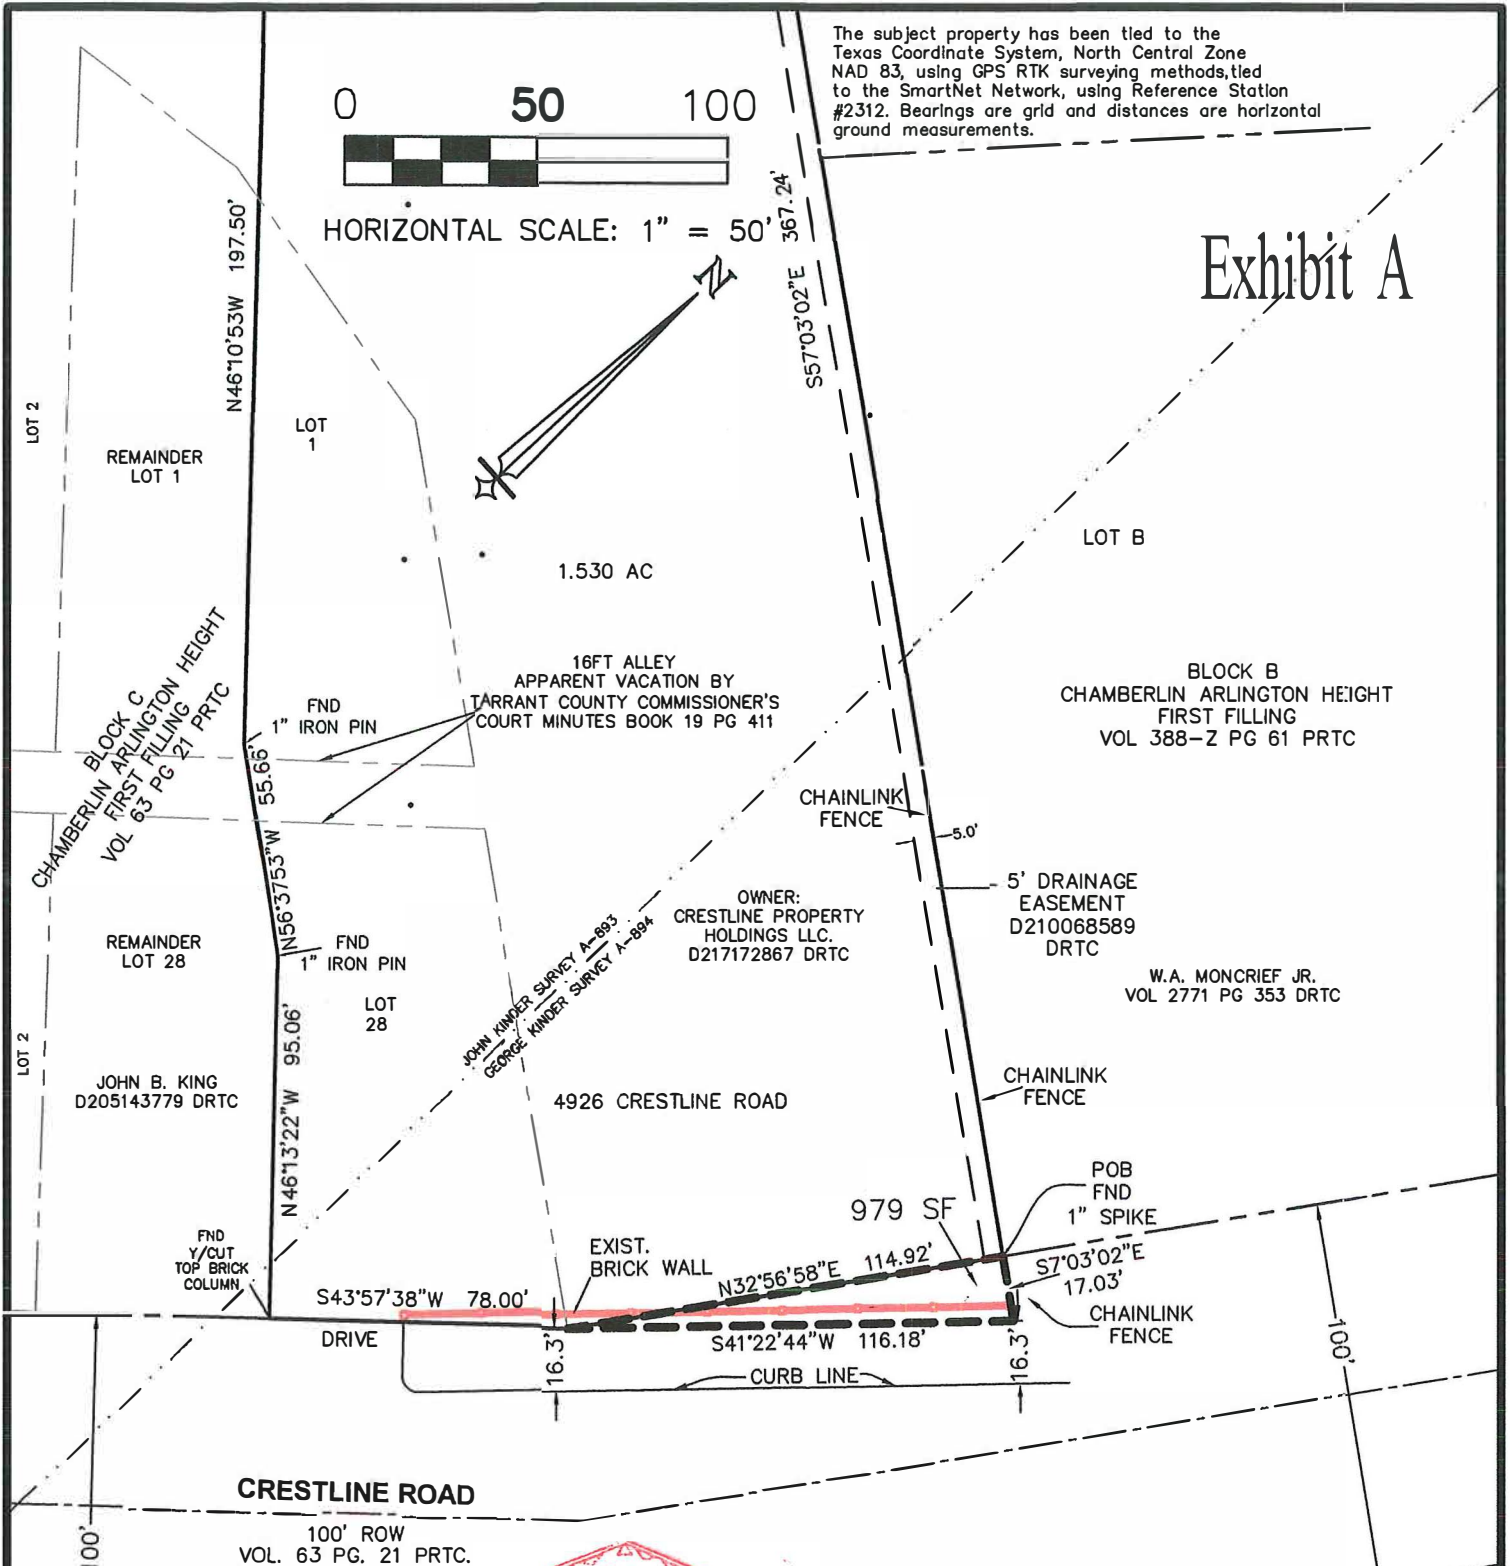 The subject property has been tied to the
Texas Coordinate System, North Central Zone
NAD 83, using GPS RTK surveying methods,tied
to the SmartNet Network, using Reference Station
#2312. Bearings are grid and distances are horizontal
ground measurements.
0 50 100
HORIZONTAL SCALE: 1" = 50'
N
Exhibit A
N46°10'53W 197.50'
S57°03'02"E 367.24'
LOT 2
REMAINDER
LOT 1
LOT
1
LOT B
1.530 AC
16FT ALLEY
APPARENT VACATION BY
TARRANT COUNTY COMMISSIONER'S
COURT MINUTES BOOK 19 PG 411
BLOCK B
CHAMBERLIN ARLINGTON HEIGHT
FIRST FILLING
VOL 388-Z PG 61 PRTC
BLOCK C
CHAMBERLIN ARLINGTON HEIGHT
FIRST FILLING
VOL 63 PG 21 PRTC
FND
1" IRON PIN
N56°37'53"W 55.66'
CHAINLINK
FENCE
5.0'
5' DRAINAGE
EASEMENT
D210068589
DRTC
OWNER:
CRESTLINE PROPERTY
HOLDINGS LLC.
D217172867 DRTC
REMAINDER
LOT 28
FND
1" IRON PIN
LOT
28
JOHN KINDER SURVEY A-893
GEORGE KINDER SURVEY A-894
W.A. MONCRIEF JR.
VOL 2771 PG 353 DRTC
LOT 2
JOHN B. KING
D205143779 DRTC
N46°13'22"W 95.06'
4926 CRESTLINE ROAD
CHAINLINK
FENCE
POB
FND
1" SPIKE
979 SF
FND
Y/CUT
TOP BRICK
COLUMN
EXIST.
BRICK WALL
N32°56'58"E 114.92'
S7°03'02"E
17.03'
S43°57'38"W 78.00'
CHAINLINK
FENCE
DRIVE
S41°22'44"W 116.18'
16.3'
16.3'
CURB LINE
100'
CRESTLINE ROAD
100' ROW
VOL. 63 PG. 21 PRTC.
100'